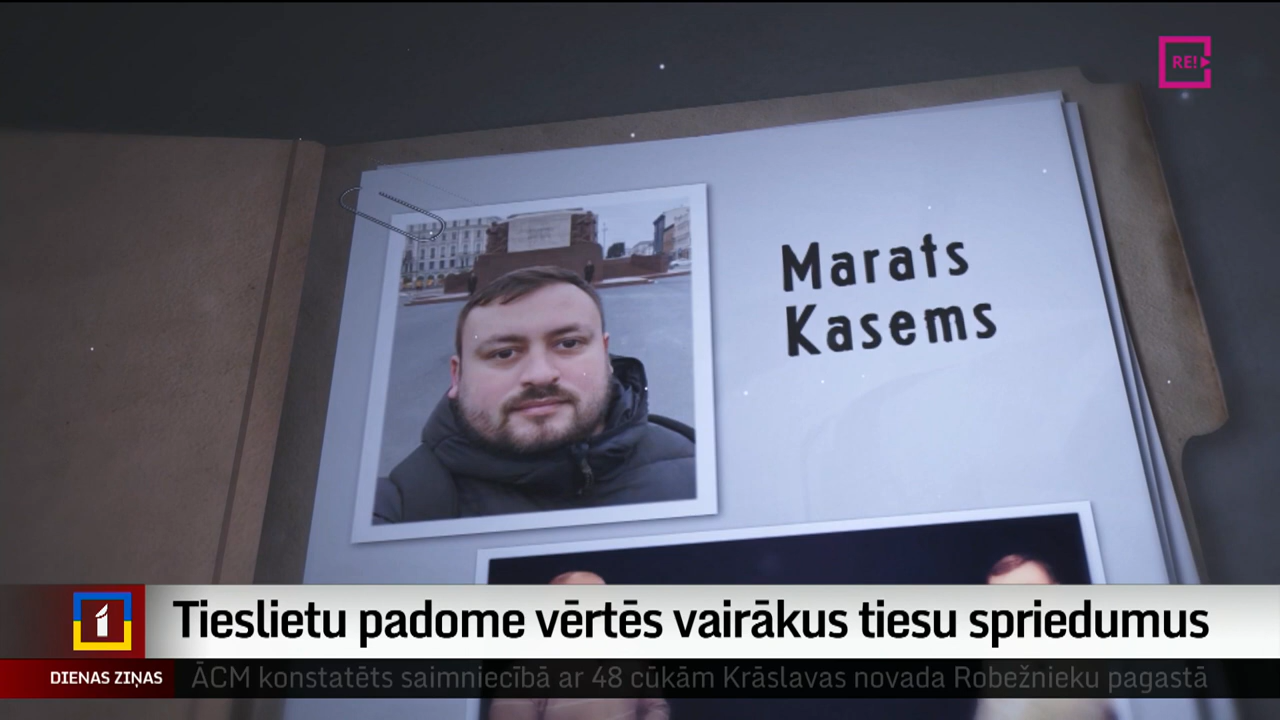 RE!
Marats
Kasems
1
Tieslietu padome vērtēs vairākus tiesu spriedumus
DIENAS ZIŅAS
ĀCM konstatēts saimniecībā ar 48 cūkām Krāslavas novada Robežnieku pagastā